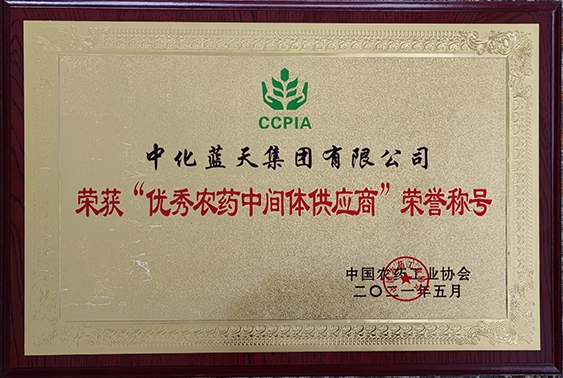 CCPIA
中化蓝天集团有限公司
荣获“优秀农药中间体供应商”荣誉称号
中国农药工业协会
二〇二一年五月